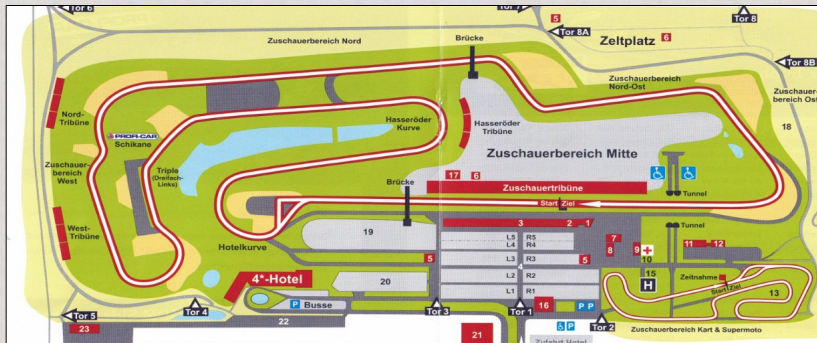 Tor 6
Tor 7
5
Tor 8A
Tor 8
Zeltplatz 6
Tor 8B
Zuschauerbereich Nord
Brücke
Zuschauerbereich
Nord-Ost
Zuschauer-
bereich Ost
18
Nord-
Tribüne
PROFI-CAR
Schikane
Hasseröder
Kurve
Hasseröder
Tribüne
Zuschauerbereich Mitte
Zuschauer-
bereich
West
Triple
(Dreifach-
Links)
17
6
Zuschauertribüne
Brücke
Tunnel
Start
Ziel
West-
Tribüne
Hotelkurve
19
3
2
1
Tunnel
L5
R5
L4
R4
L3
R3
4
L2
R2
L1
R1
5
5
7
8
9
10
11
12
15
H
Zeitnahme
Start
Ziel
13
4*-Hotel
20
P Busse
16
P P
Tor 5
Tor 4
Tor 3
Tor 1
Tor 2
23
22
21
P
Zuschauerbereich Kart & Supermoto
Zufahrt Hotel